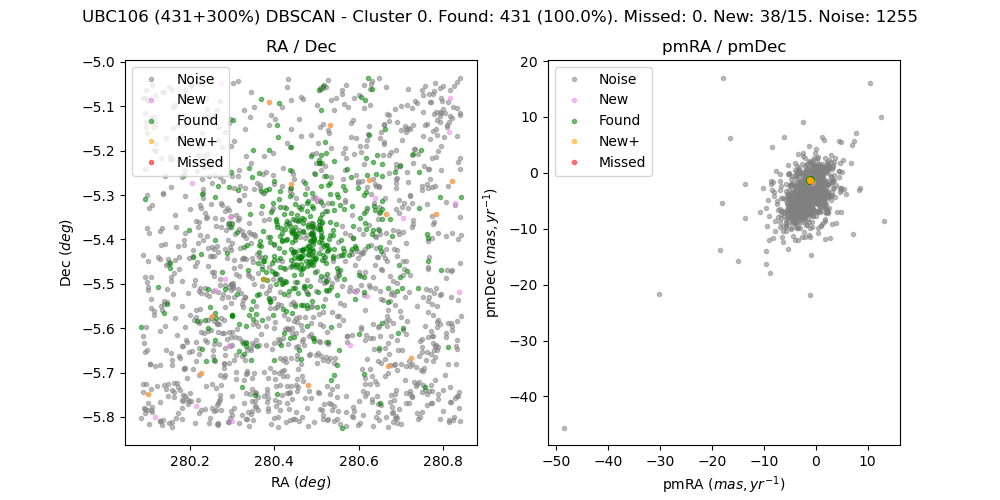 UBC106 (431+300%) DBSCAN - Cluster 0. Found: 431 (100.0%). Missed: 0. New: 38/15. Noise: 1255
RA / Dec
−5.0
−5.1
−5.2
−5.3
−5.4
−5.5
−5.6
−5.7
−5.8
Dec (deg)
Noise
New
Found
New+
Missed
280.2
280.4
280.6
280.8
RA (deg)
pmRA / pmDec
20
10
0
−10
−20
−30
−40
pmDec (mas, yr⁻¹)
Noise
New
Found
New+
Missed
−50
−40
−30
−20
−10
0
10
pmRA (mas, yr⁻¹)